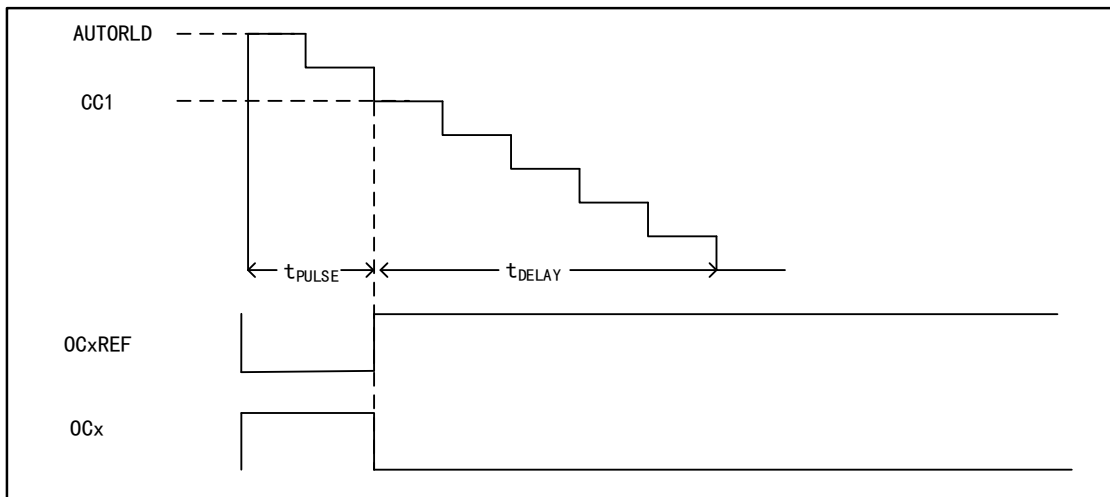 AUTORLD
CC1
tPULSE
tDELAY
OCxREF
OCx